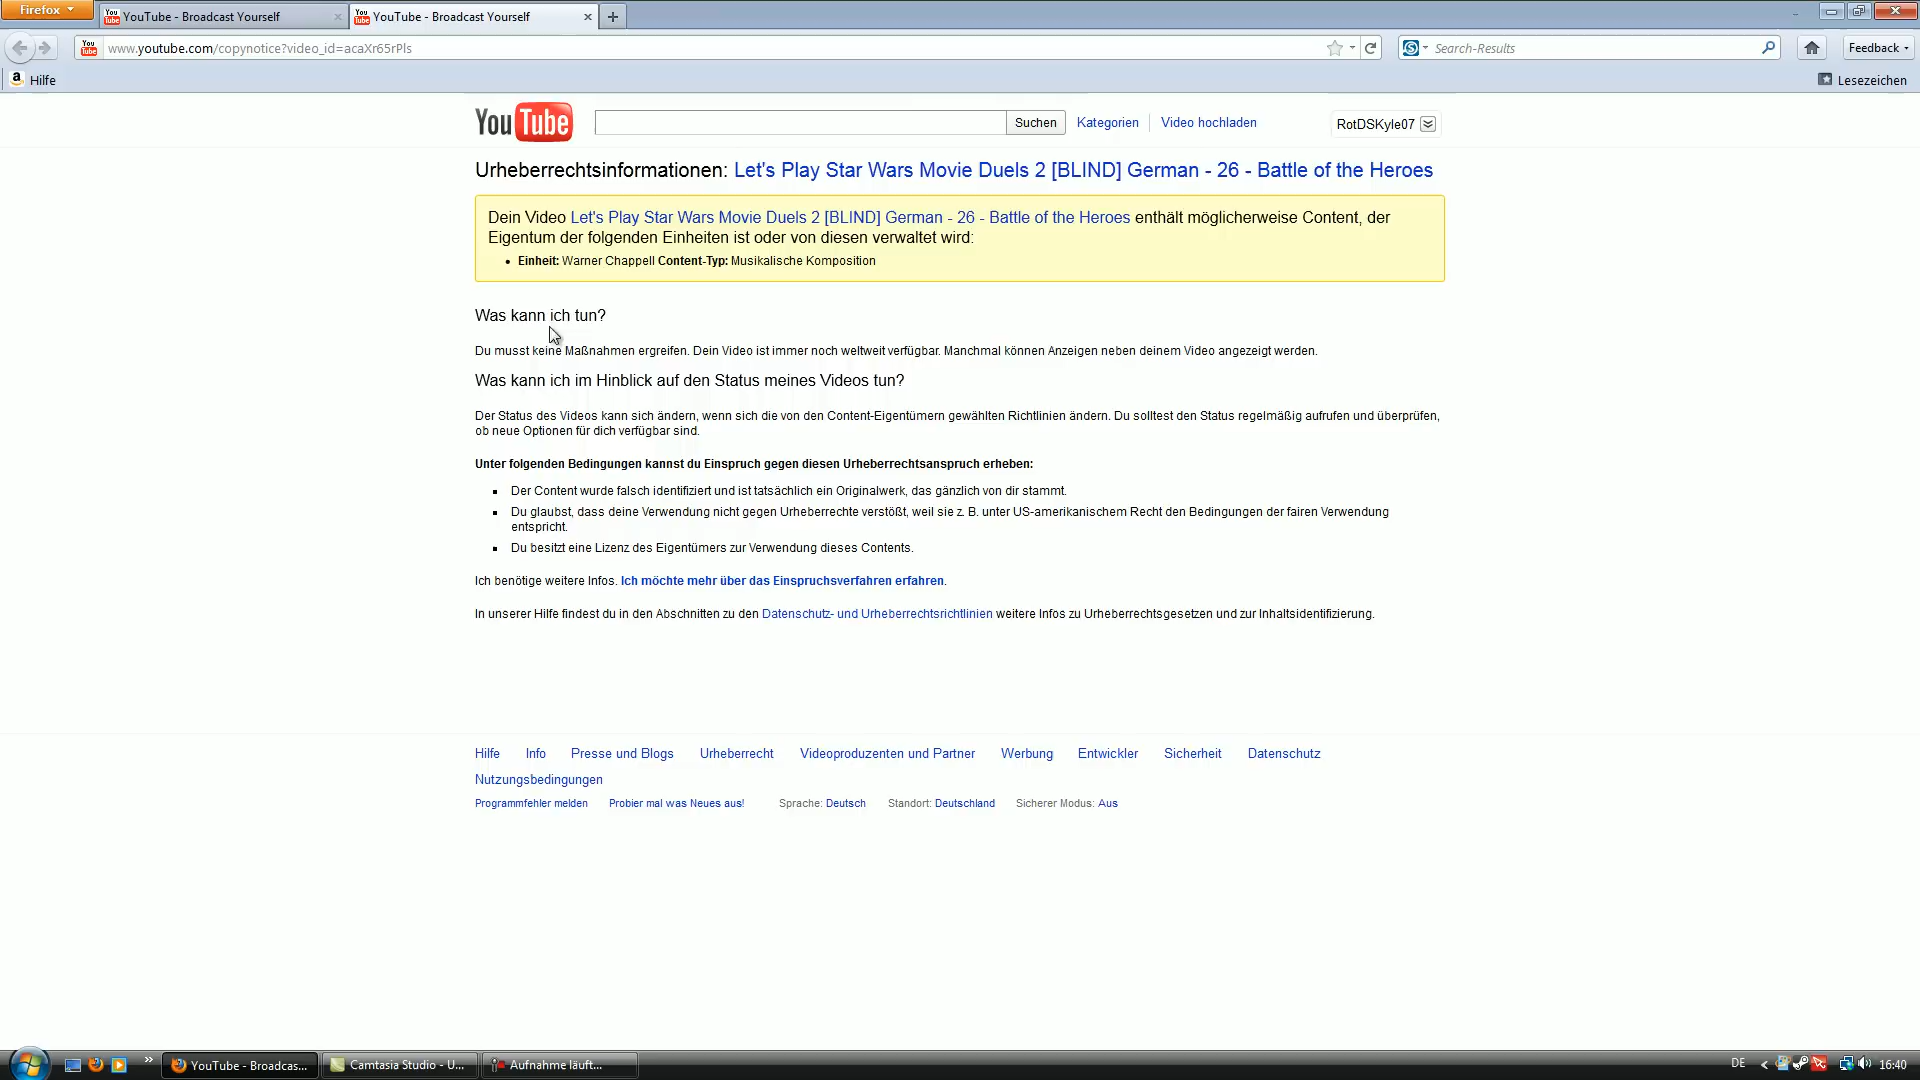 Firefox
YouTube - Broadcast Yourself
YouTube - Broadcast Yourself
www.youtube.com/copynotice?video_id=acaXr65rPls
Search-Results
Feedback
Hilfe
Lesezeichen
YouTube
Suchen
Kategorien
Video hochladen
RotDSKyle07
Urheberrechtsinformationen: Let's Play Star Wars Movie Duels 2 [BLIND] German - 26 - Battle of the Heroes
Dein Video Let's Play Star Wars Movie Duels 2 [BLIND] German - 26 - Battle of the Heroes enthält möglicherweise Content, der
Eigentum der folgenden Einheiten ist oder von diesen verwaltet wird:
Einheit: Warner Chappell Content-Typ: Musikalische Komposition
Was kann ich tun?
Du musst keine Maßnahmen ergreifen. Dein Video ist immer noch weltweit verfügbar. Manchmal können Anzeigen neben deinem Video angezeigt werden.
Was kann ich im Hinblick auf den Status meines Videos tun?
Der Status des Videos kann sich ändern, wenn sich die von den Content-Eigentümern gewählten Richtlinien ändern. Du solltest den Status regelmäßig aufrufen und überprüfen,
ob neue Optionen für dich verfügbar sind.
Unter folgenden Bedingungen kannst du Einspruch gegen diesen Urheberrechtsanspruch erheben:
Der Content wurde falsch identifiziert und ist tatsächlich ein Originalwerk, das gänzlich von dir stammt.
Du glaubst, dass deine Verwendung nicht gegen Urheberrechte verstößt, weil sie z. B. unter US-amerikanischem Recht den Bedingungen der fairen Verwendung
entspricht.
Du besitzt eine Lizenz des Eigentümers zur Verwendung dieses Contents.
Ich benötige weitere Infos. Ich möchte mehr über das Einspruchsverfahren erfahren.
In unserer Hilfe findest du in den Abschnitten zu den Datenschutz- und Urheberrechtsrichtlinien weitere Infos zu Urheberrechtsgesetzen und zur Inhaltsidentifizierung.
Hilfe Info Presse und Blogs Urheberrecht Videoproduzenten und Partner Werbung Entwickler Sicherheit Datenschutz
Nutzungsbedingungen
Programmfehler melden Probier mal was Neues aus! Sprache: Deutsch Standort: Deutschland Sicherer Modus: Aus
YouTube - Broadcas...
Camtasia Studio - U...
Aufnahme läuft...
DE
16:40